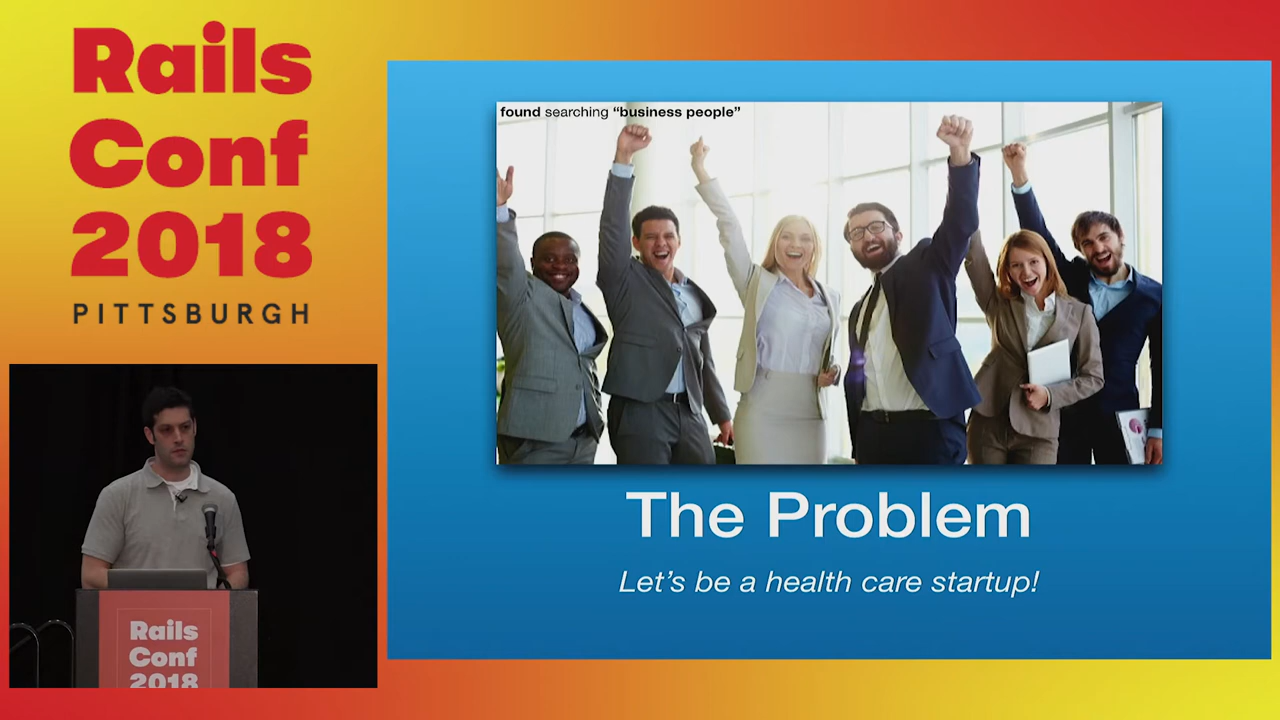 Rails
Conf
2018
PITTSBURGH
found searching “business people”
The Problem
Let’s be a health care startup!
Rails
Conf
2018